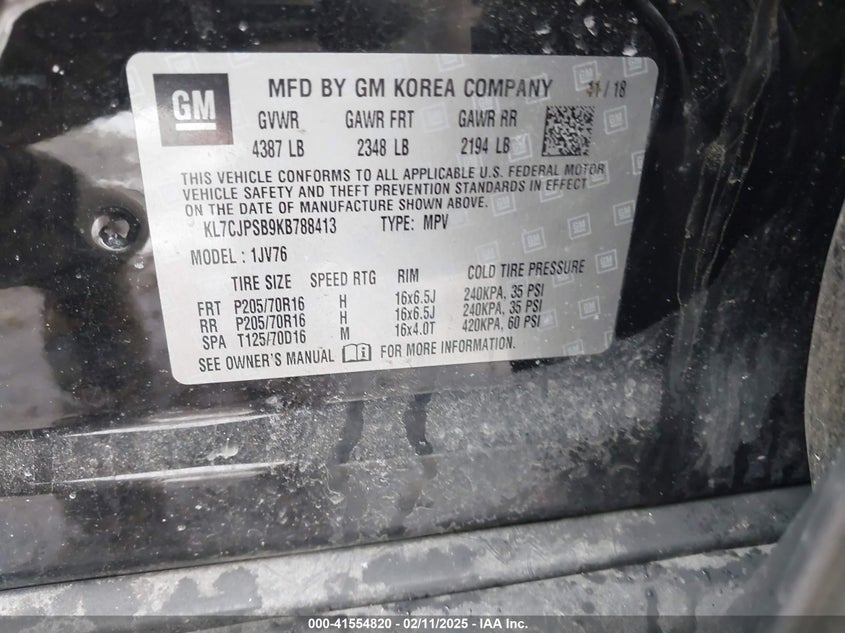 GM
MFD BY GM KOREA COMPANY 11/18
GVWR GAWR FRT GAWR RR
4387 LB 2348 LB 2194 LB
THIS VEHICLE CONFORMS TO ALL APPLICABLE U.S. FEDERAL MOTOR
VEHICLE SAFETY AND THEFT PREVENTION STANDARDS IN EFFECT
ON THE DATE OF MANUFACTURE SHOWN ABOVE.
KL7CJPSB9KB788413 TYPE: MPV
MODEL: 1JV76
TIRE SIZE SPEED RTG RIM COLD TIRE PRESSURE
FRT P205/70R16 H 16x6.5J 240KPA, 35 PSI
RR P205/70R16 H 16x6.5J 240KPA, 35 PSI
SPA T125/70D16 M 16x4.0T 420KPA, 60 PSI
SEE OWNER'S MANUAL FOR MORE INFORMATION.
000-41554820 - 02/11/2025 - IAA Inc.